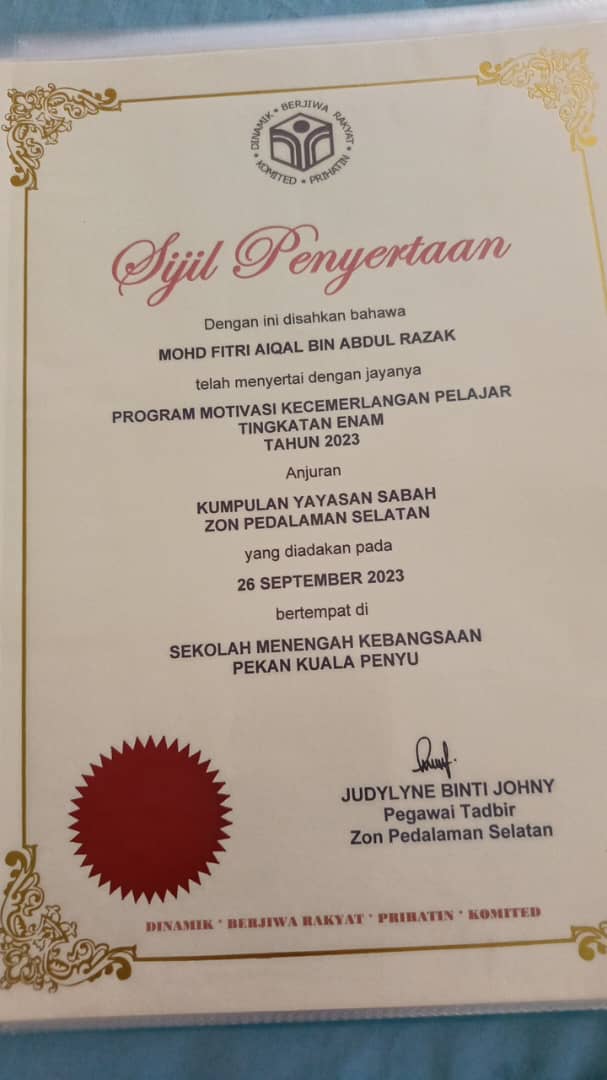 DINAMIK * BERJIWA RAKYAT * PRIHATIN * KOMITED *
Sijil Penyertaan
Dengan ini disahkan bahawa
MOHD FITRI AIQAL BIN ABDUL RAZAK
telah menyertai dengan jayanya
PROGRAM MOTIVASI KECEMERLANGAN PELAJAR
TINGKATAN ENAM
TAHUN 2023
Anjuran
KUMPULAN YAYASAN SABAH
ZON PEDALAMAN SELATAN
yang diadakan pada
26 SEPTEMBER 2023
bertempat di
SEKOLAH MENENGAH KEBANGSAAN
PEKAN KUALA PENYU
JUDYLYNE BINTI JOHNY
Pegawai Tadbir
Zon Pedalaman Selatan
DINAMIK * BERJIWA RAKYAT * PRIHATIN * KOMITED